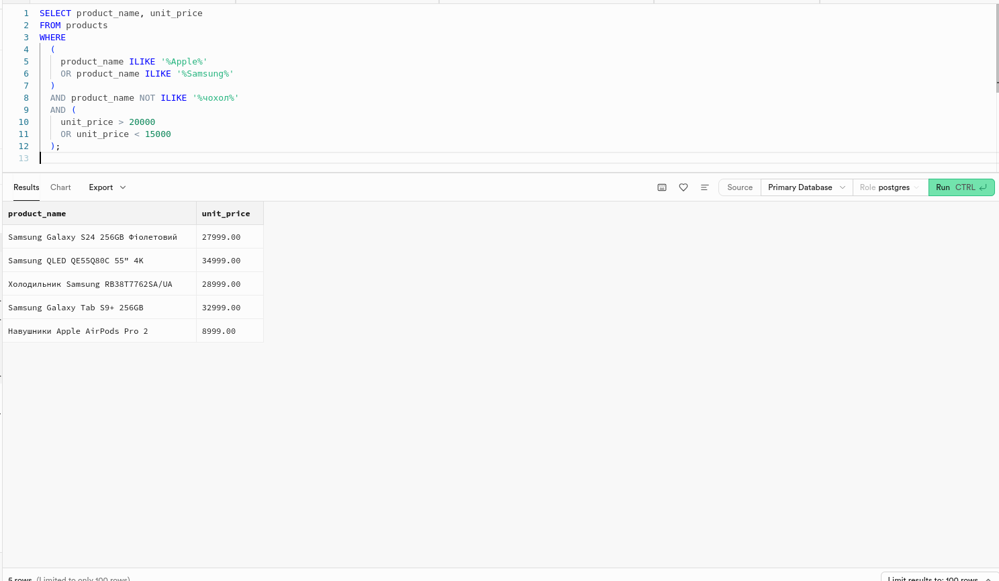 1 SELECT product_name, unit_price
2 FROM products
3 WHERE
4 (
5 product_name ILIKE '%Apple%'
6 OR product_name ILIKE '%Samsung%'
7 )
8 AND product_name NOT ILIKE '%чохол%'
9 AND (
10 unit_price > 20000
11 OR unit_price < 15000
12 );
13
Results Chart Export Source Primary Database Role postgres Run CTRL
product_name unit_price
Samsung Galaxy S24 256GB Фіолетовий 27999.00
Samsung QLED QE55Q80C 55" 4K 34999.00
Холодильник Samsung RB38T7762SA/UA 28999.00
Samsung Galaxy Tab S9+ 256GB 32999.00
Навушники Apple AirPods Pro 2 8999.00
5 rows (Limited to only 100 rows) Limit results to: 100 rows